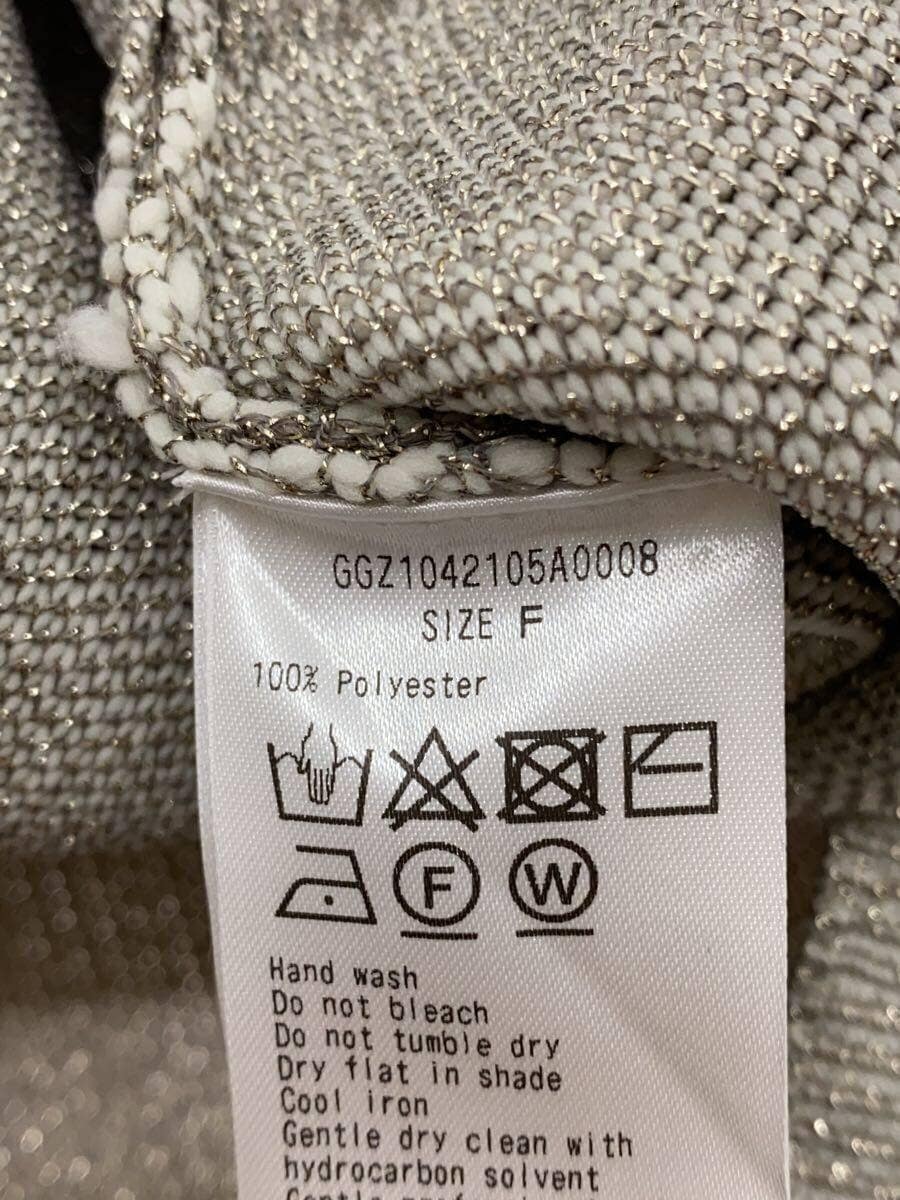 GGZ1042105A0008
SIZE F
100% Polyester
F W
Hand wash
Do not bleach
Do not tumble dry
Dry flat in shade
Cool iron
Gentle dry clean with
hydrocarbon solvent